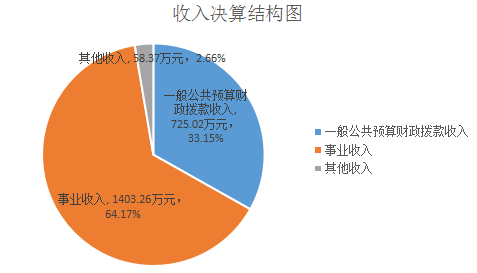 收入决算结构图
其他收入, 58.37万元，2.66%
一般公共预算财
政拨款收入,
725.02万元，
33.15%
事业收入, 1403.26万元，
64.17%
一般公共预算财政拨款收入
事业收入
其他收入